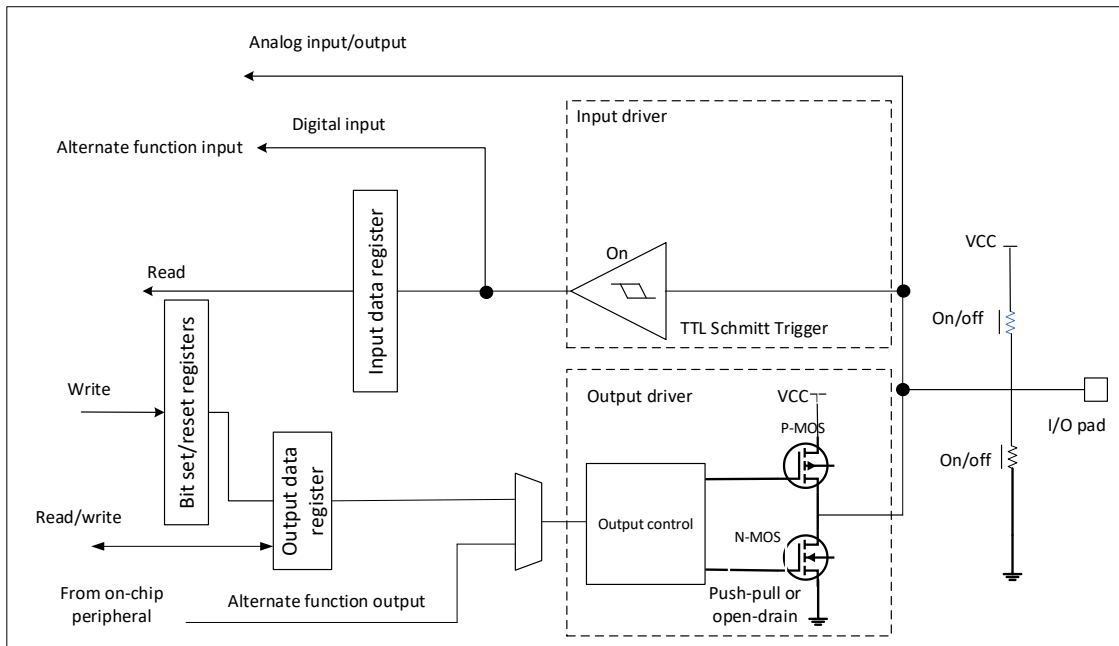 Analog input/output
Input driver
Digital input
Alternate function input
Input data register
On
VCC
Read
On/off
TTL Schmitt Trigger
Bit set/reset registers
Write
Output driver
VCC
P-MOS
I/O pad
On/off
Output data
register
Output control
Read/write
N-MOS
From on-chip
peripheral
Alternate function output
Push-pull or
open-drain